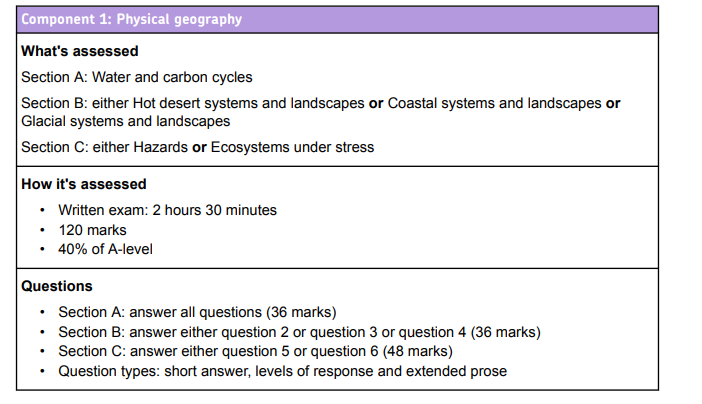 Component 1: Physical geography
What's assessed
Section A: Water and carbon cycles
Section B: either Hot desert systems and landscapes or Coastal systems and landscapes or
Glacial systems and landscapes
Section C: either Hazards or Ecosystems under stress
How it's assessed
• Written exam: 2 hours 30 minutes
• 120 marks
• 40% of A-level
Questions
• Section A: answer all questions (36 marks)
• Section B: answer either question 2 or question 3 or question 4 (36 marks)
• Section C: answer either question 5 or question 6 (48 marks)
• Question types: short answer, levels of response and extended prose